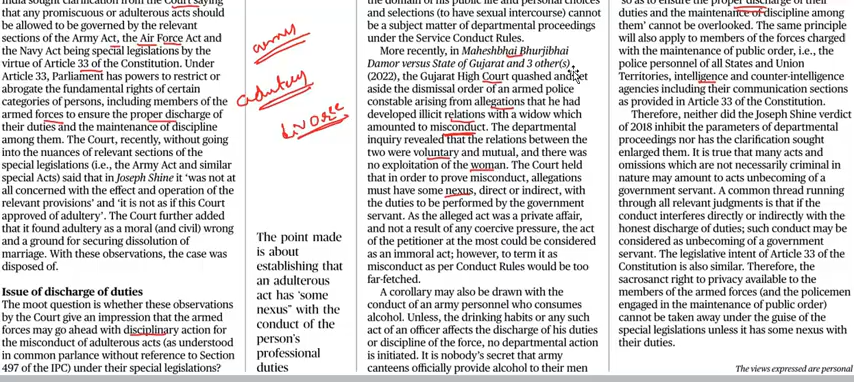 India sought clarification from the Court saying
that any promiscuous or adulterous acts should
be allowed to be governed by the relevant
sections of the Army Act, the Air Force Act and
the Navy Act being special legislations by the
virtue of Article 33 of the Constitution. Under
Article 33, Parliament has powers to restrict or
abrogate the fundamental rights of certain
categories of persons, including members of the
armed forces to ensure the proper discharge of
their duties and the maintenance of discipline
among them. The Court, recently, without going
into the nuances of relevant sections of the
special legislations (i.e., the Army Act and similar
special Acts) said that in Joseph Shine it ‘was not at
all concerned with the effect and operation of the
relevant provisions’ and ‘it is not as if this Court
approved of adultery’. The Court further added
that it found adultery as a moral (and civil) wrong
and a ground for securing dissolution of
marriage. With these observations, the case was
disposed of.
Issue of discharge of duties
The moot question is whether these observations
by the Court give an impression that the armed
forces may go ahead with disciplinary action for
the misconduct of adulterous acts (as understood
in common parlance without reference to Section
497 of the IPC) under their special legislations?
army
adultery
divorce
The point made
is about
establishing that
an adulterous
act has ‘some
nexus” with the
conduct of the
person’s
professional
duties
the domain of his public life and personal choices
and selections (to have sexual intercourse) cannot
be a subject matter of departmental proceedings
under the Service Conduct Rules.
More recently, in Maheshbhai Bhurjibhai
Damor versus State of Gujarat and 3 other(s)
(2022), the Gujarat High Court quashed and set
aside the dismissal order of an armed police
constable arising from allegations that he had
developed illicit relations with a widow which
amounted to misconduct. The departmental
inquiry revealed that the relations between the
two were voluntary and mutual, and there was
no exploitation of the woman. The Court held
that in order to prove misconduct, allegations
must have some nexus, direct or indirect, with
the duties to be performed by the government
servant. As the alleged act was a private affair,
and not a result of any coercive pressure, the act
of the petitioner at the most could be considered
as an immoral act; however, to term it as
misconduct as per Conduct Rules would be too
far-fetched.
A corollary may also be drawn with the
conduct of an army personnel who consumes
alcohol. Unless, the drinking habits or any such
act of an officer affects the discharge of his duties
or discipline of the force, no departmental action
is initiated. It is nobody’s secret that army
canteens officially provide alcohol to their men
‘so as to ensure the proper discharge of their
duties and the maintenance of discipline among
them’ cannot be overlooked. The same principle
will also apply to members of the forces charged
with the maintenance of public order, i.e., the
police personnel of all States and Union
Territories, intelligence and counter-intelligence
agencies including their communication sections
as provided in Article 33 of the Constitution.
Therefore, neither did the Joseph Shine verdict
of 2018 inhibit the parameters of departmental
proceedings nor has the clarification sought
enlarged them. It is true that many acts and
omissions which are not necessarily criminal in
nature may amount to acts unbecoming of a
government servant. A common thread running
through all relevant judgments is that if the
conduct interferes directly or indirectly with the
honest discharge of duties; such conduct may be
considered as unbecoming of a government
servant. The legislative intent of Article 33 of the
Constitution is also similar. Therefore, the
sacrosanct right to privacy available to the
members of the armed forces (and the policemen
engaged in the maintenance of public order)
cannot be taken away under the guise of the
special legislations unless it has some nexus with
their duties.
The views expressed are personal